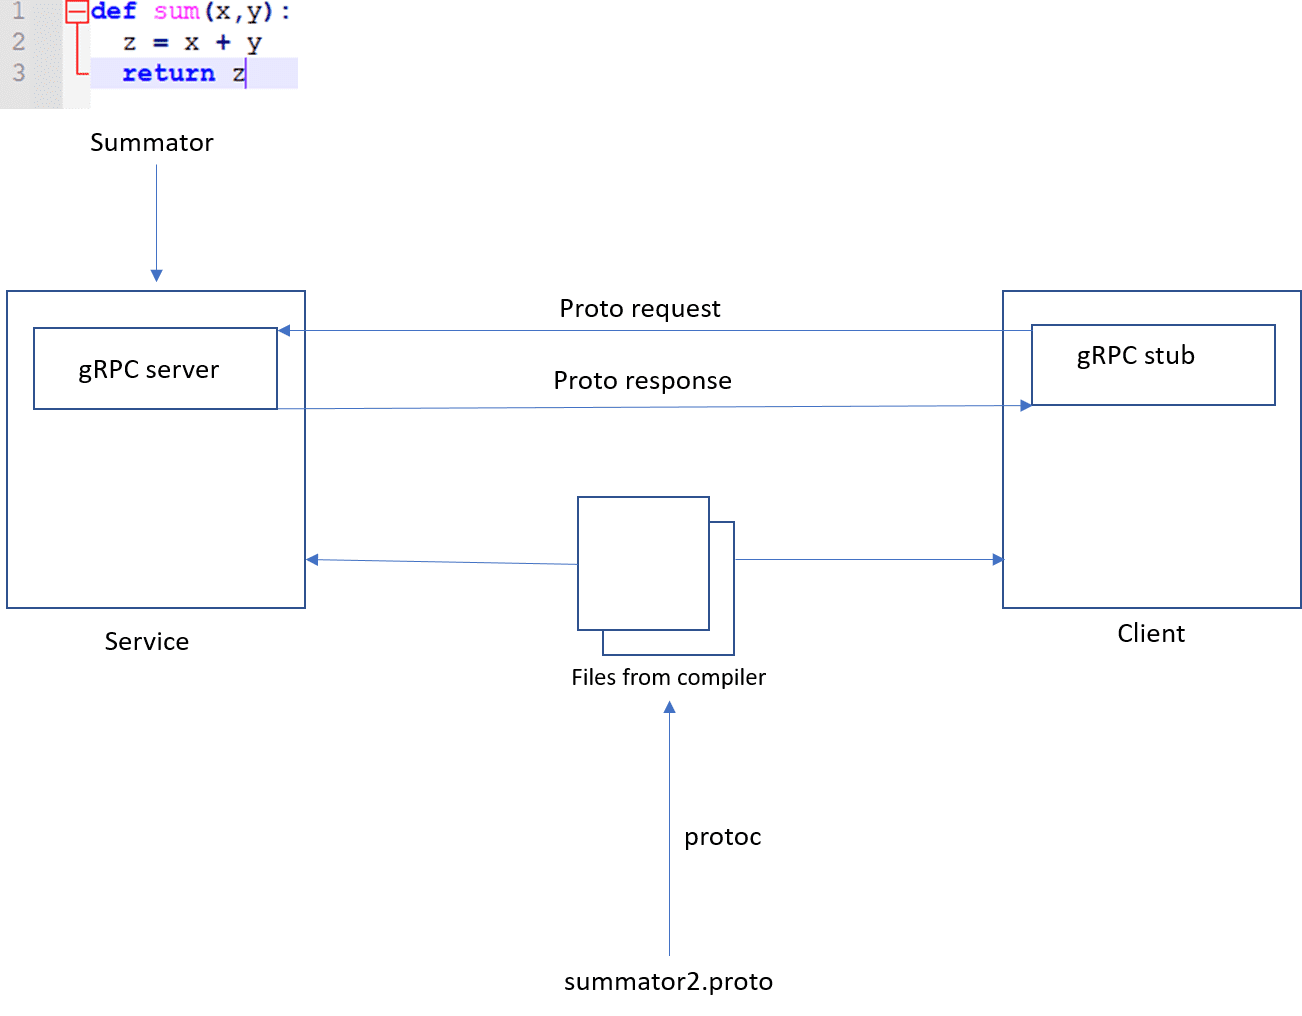 1 def sum(x,y):
2 z = x + y
3 return z
Summator
Proto request
gRPC server
gRPC stub
Proto response
Service
Client
Files from compiler
protoc
summator2.proto